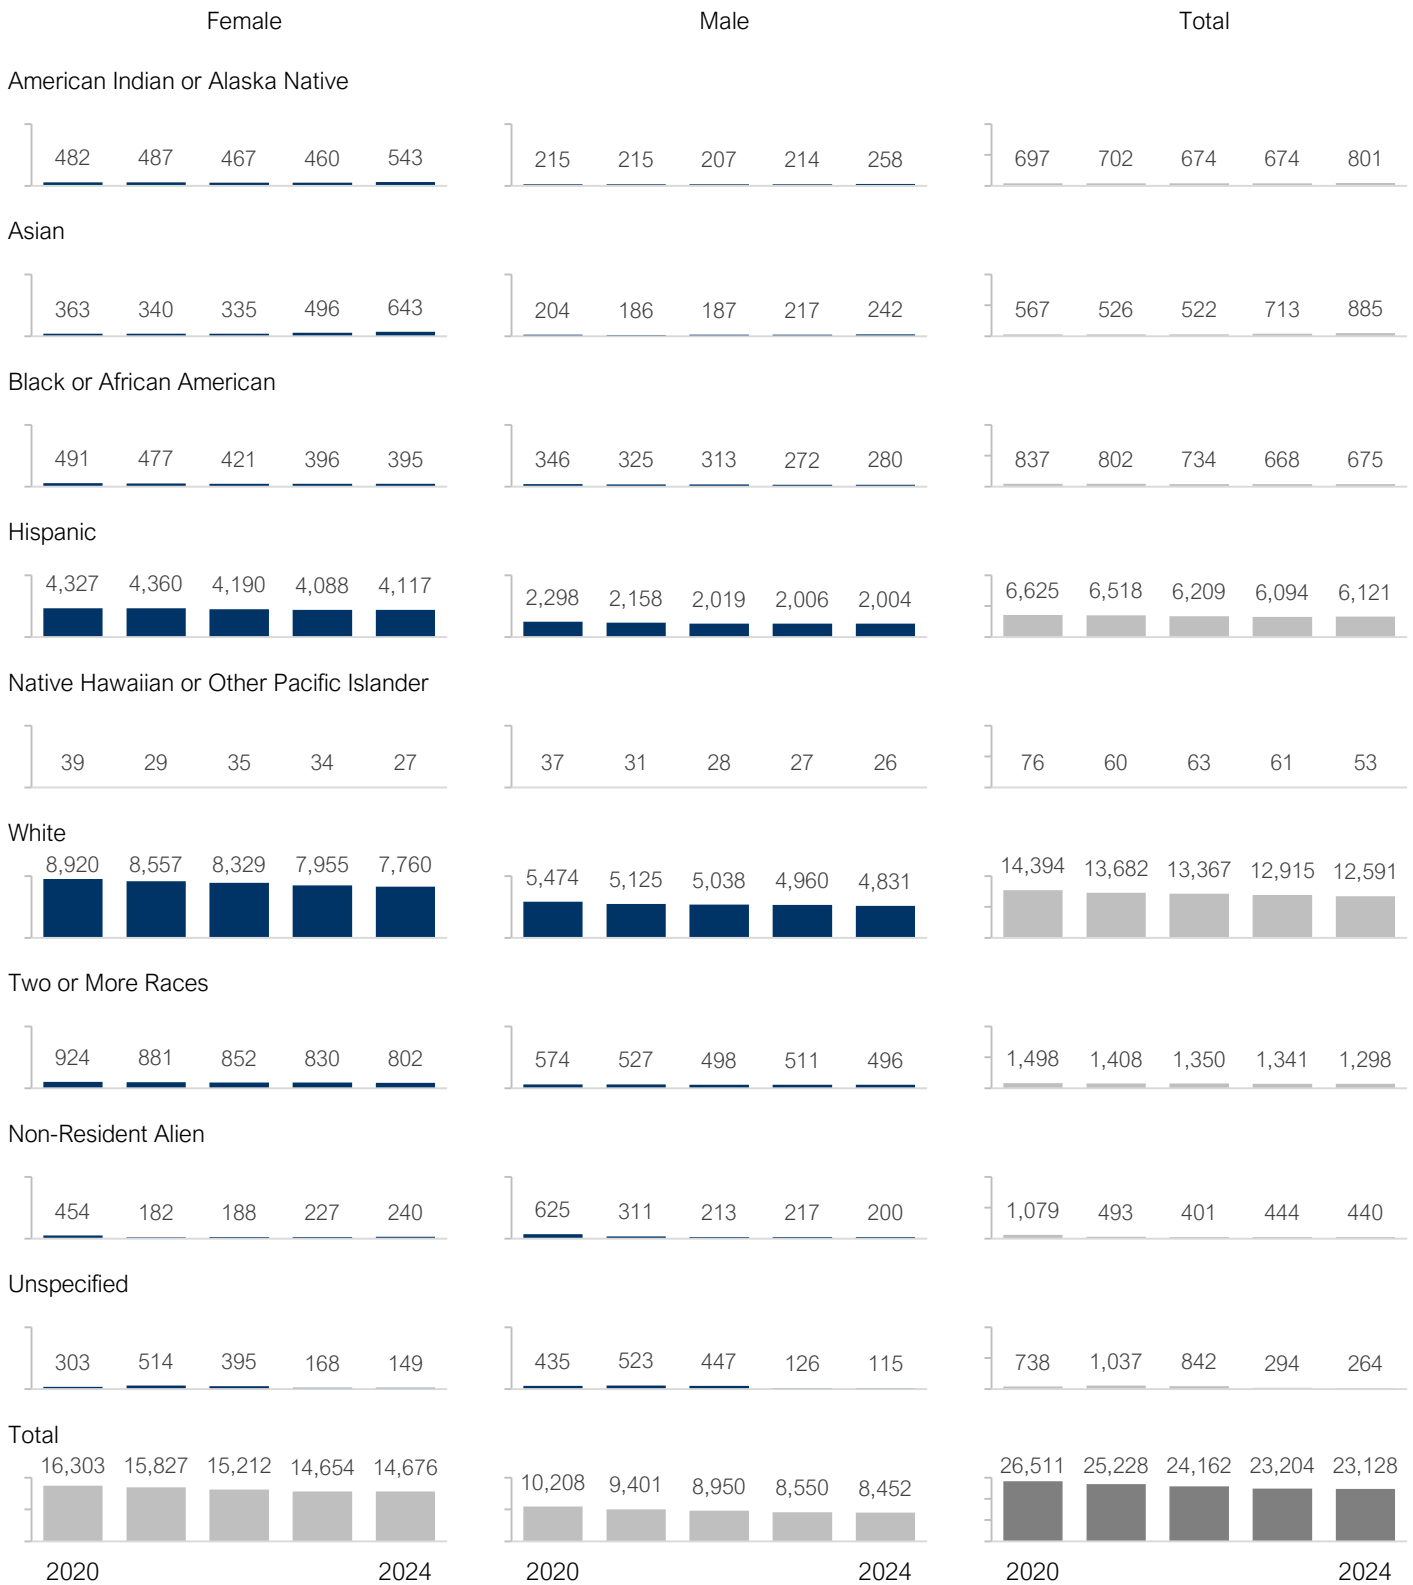 Female Male Total
American Indian or Alaska Native
482 487 467 460 543 215 215 207 214 258 697 702 674 674 801
Asian
363 340 335 496 643 204 186 187 217 242 567 526 522 713 885
Black or African American
491 477 421 396 395 346 325 313 272 280 837 802 734 668 675
Hispanic
4,327 4,360 4,190 4,088 4,117 2,298 2,158 2,019 2,006 2,004 6,625 6,518 6,209 6,094 6,121
Native Hawaiian or Other Pacific Islander
39 29 35 34 27 37 31 28 27 26 76 60 63 61 53
White
8,920 8,557 8,329 7,955 7,760 5,474 5,125 5,038 4,960 4,831 14,394 13,682 13,367 12,915 12,591
Two or More Races
924 881 852 830 802 574 527 498 511 496 1,498 1,408 1,350 1,341 1,298
Non-Resident Alien
454 182 188 227 240 625 311 213 217 200 1,079 493 401 444 440
Unspecified
303 514 395 168 149 435 523 447 126 115 738 1,037 842 294 264
Total
16,303 15,827 15,212 14,654 14,676 10,208 9,401 8,950 8,550 8,452 26,511 25,228 24,162 23,204 23,128
2020 2024 2020 2024 2020 2024